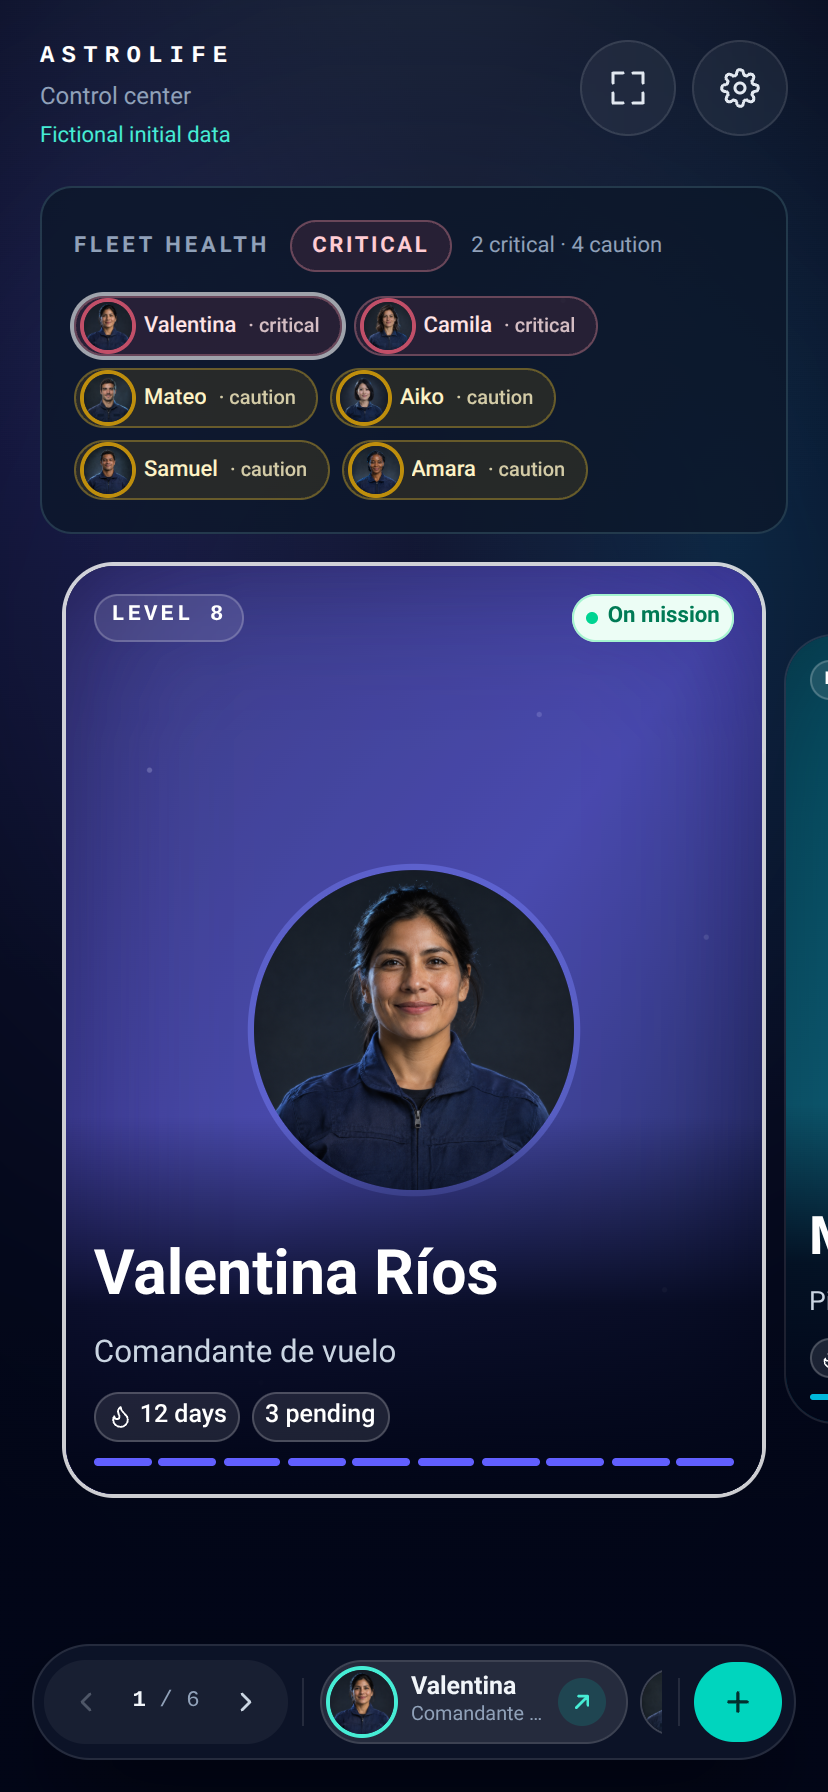 ASTROLIFE
Control center
Fictional initial data
FLEET HEALTH CRITICAL 2 critical · 4 caution
Valentina · critical Camila · critical
Mateo · caution Aiko · caution
Samuel · caution Amara · caution
LEVEL 8 On mission
Valentina Ríos
Comandante de vuelo
12 days 3 pending
1 / 6 Valentina
Comandante ...